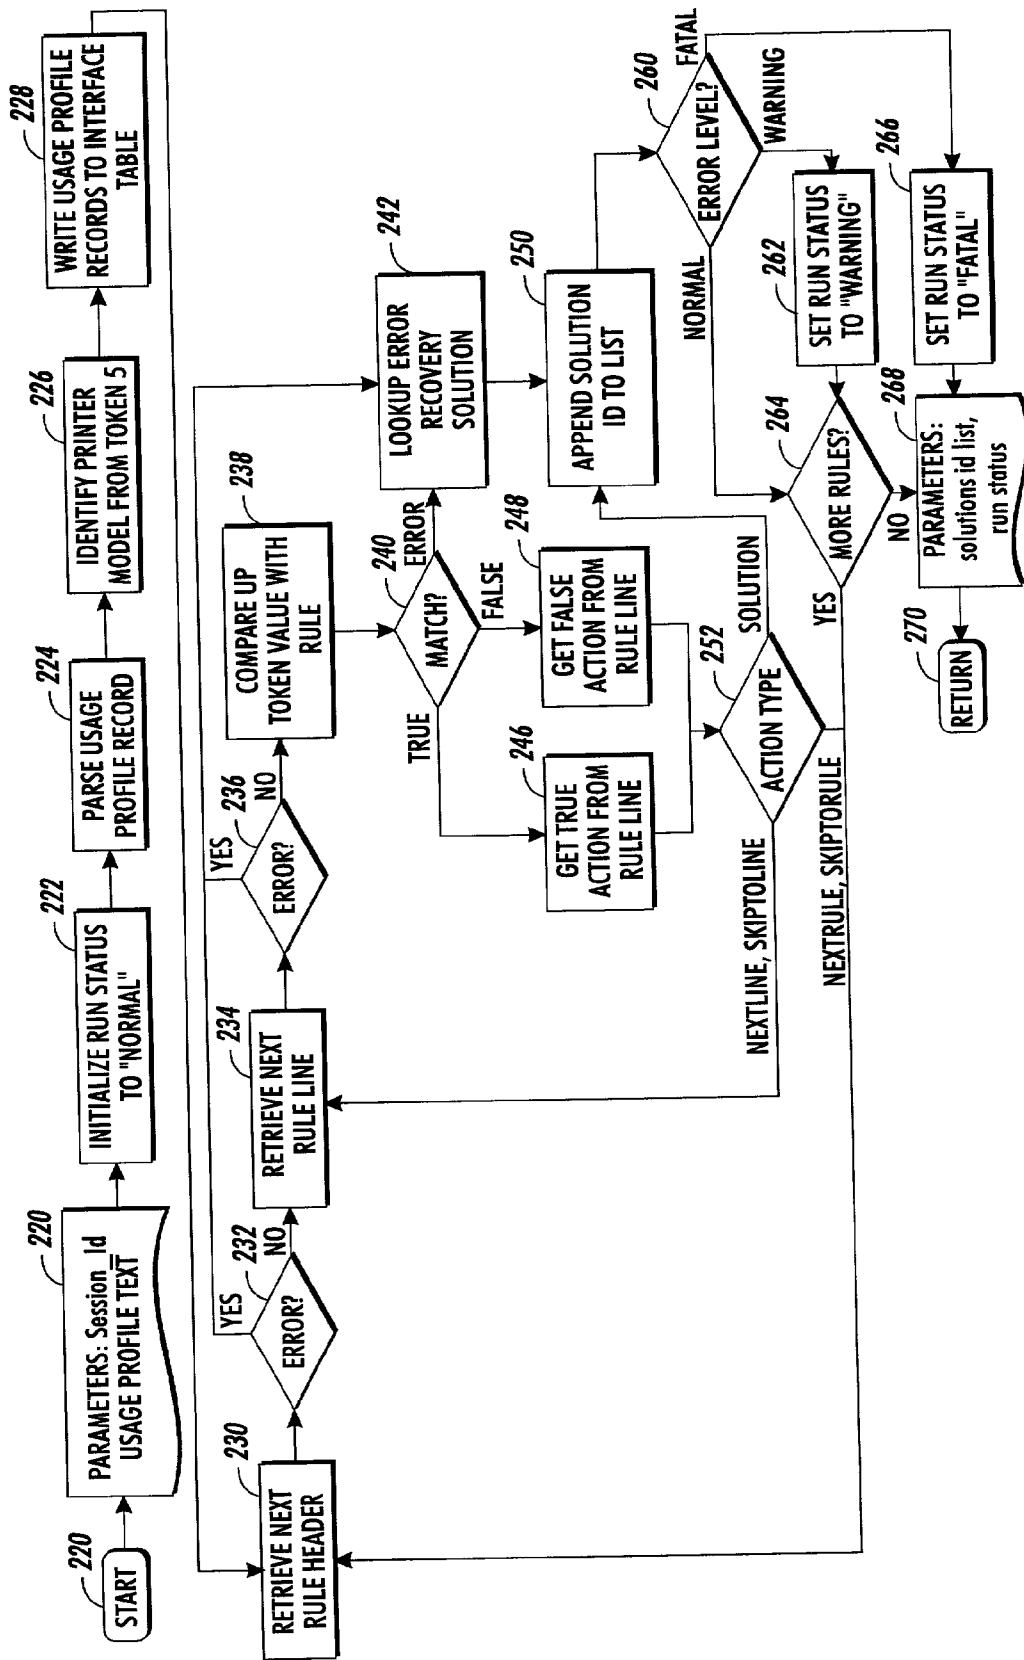 220
START
220
PARAMETERS: Session_Id
USAGE PROFILE TEXT
222
INITIALIZE RUN STATUS
TO "NORMAL"
224
PARSE USAGE
PROFILE RECORD
226
IDENTIFY PRINTER
MODEL FROM TOKEN 5
228
WRITE USAGE PROFILE
RECORDS TO INTERFACE
TABLE
230
RETRIEVE NEXT
RULE HEADER
232
ERROR?
YES
NO
234
RETRIEVE NEXT
RULE LINE
236
ERROR?
YES
NO
238
COMPARE UP
TOKEN VALUE WITH
RULE
240
MATCH?
TRUE
FALSE
ERROR
242
LOOKUP ERROR
RECOVERY
SOLUTION
246
GET TRUE
ACTION FROM
RULE LINE
248
GET FALSE
ACTION FROM
RULE LINE
250
APPEND SOLUTION
ID TO LIST
252
ACTION TYPE
SOLUTION
NEXTLINE, SKIPTOLINE
NEXTRULE, SKIPTORULE
260
ERROR LEVEL?
NORMAL
WARNING
FATAL
262
SET RUN STATUS
TO "WARNING"
264
MORE RULES?
YES
NO
266
SET RUN STATUS
TO "FATAL"
268
PARAMETERS:
solutions id list,
run status
270
RETURN